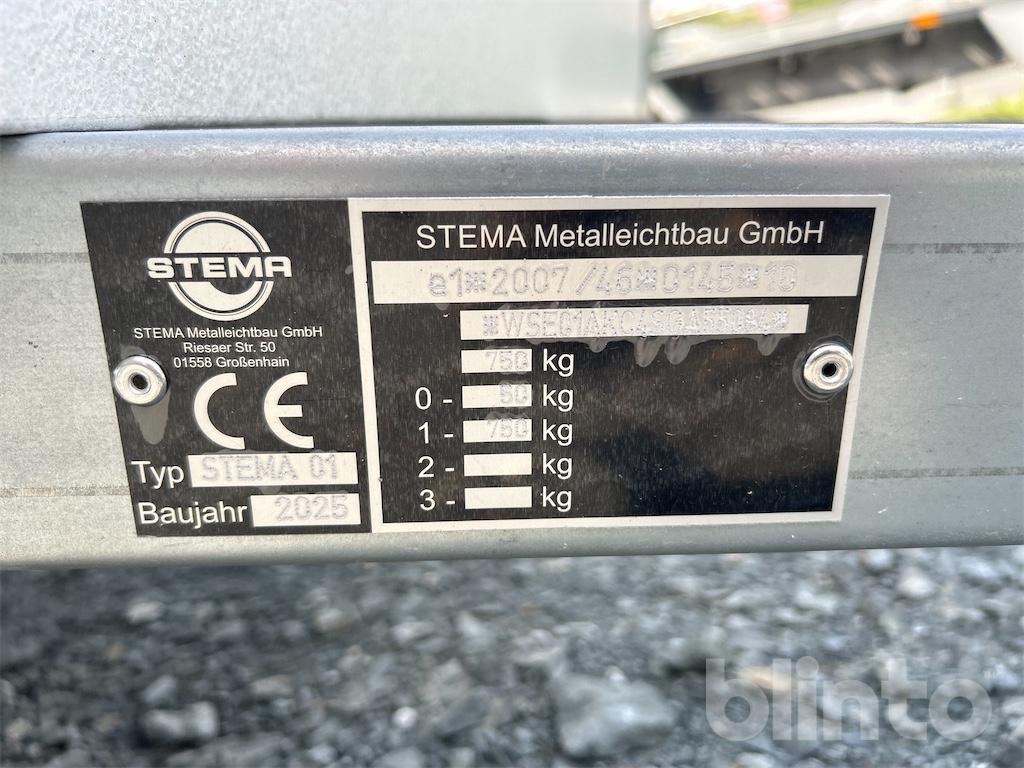 STEMA
STEMA Metalleichtbau GmbH
Riesaer Str. 50
01558 Großenhain
CE
Typ STEMA 01
Baujahr 2025
STEMA Metalleichtbau GmbH
e1*2007/46*0145*10
750 kg
0 - 50 kg
1 - 750 kg
2 - kg
3 - kg
blinto